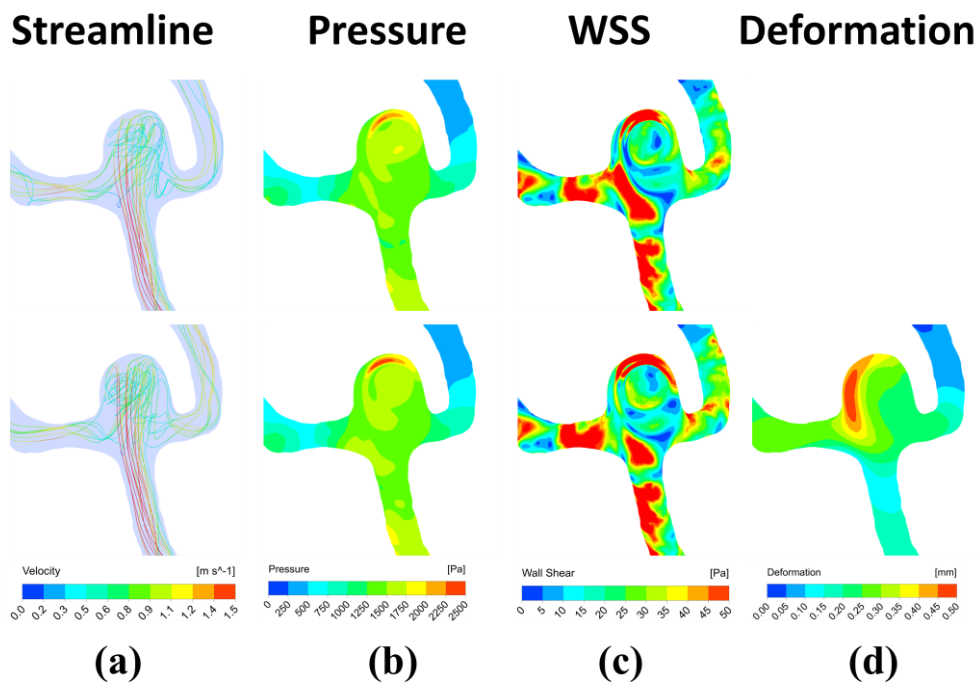 Streamline Pressure WSS Deformation
Velocity [m s^-1]
0.0 0.2 0.3 0.5 0.6 0.8 0.9 1.1 1.2 1.4 1.5
Pressure [Pa]
0 250 500 750 1000 1250 1500 1750 2000 2250 2500
Wall Shear [Pa]
0 5 10 15 20 25 30 35 40 45 50
Deformation [mm]
0.00 0.05 0.10 0.15 0.20 0.25 0.30 0.35 0.40 0.45 0.50
(a) (b) (c) (d)